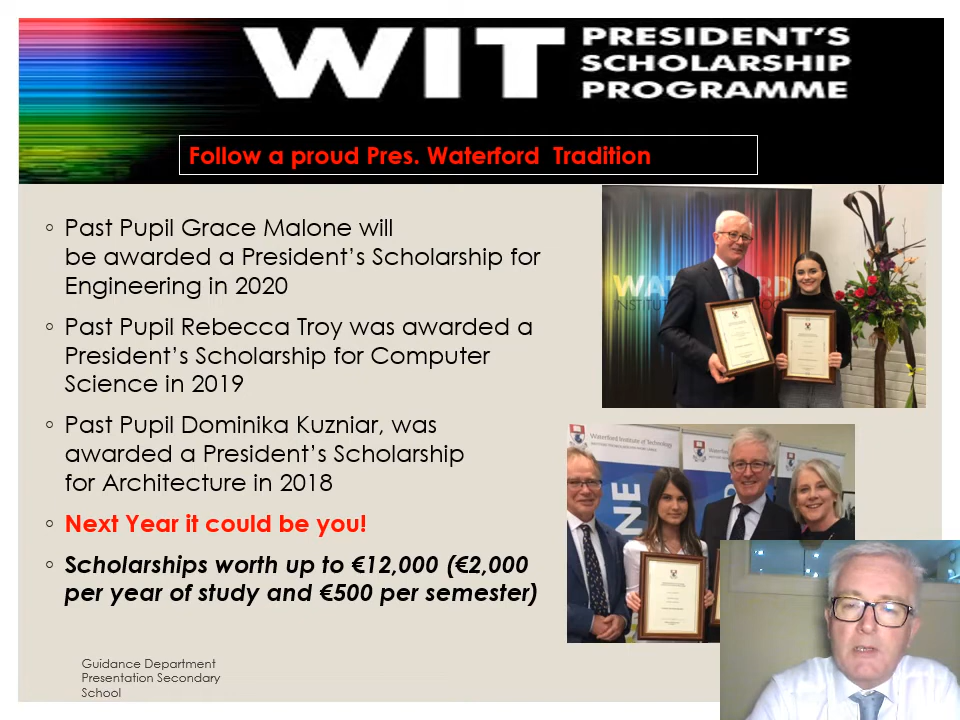 WIT PRESIDENT'S
SCHOLARSHIP
PROGRAMME
Follow a proud Pres. Waterford Tradition
◦ Past Pupil Grace Malone will
be awarded a President's Scholarship for
Engineering in 2020
◦ Past Pupil Rebecca Troy was awarded a
President's Scholarship for Computer
Science in 2019
◦ Past Pupil Dominika Kuzniar, was
awarded a President's Scholarship
for Architecture in 2018
◦ Next Year it could be you!
◦ Scholarships worth up to €12,000 (€2,000
per year of study and €500 per semester)
Waterford Institute of Technology
Guidance Department
Presentation Secondary
School